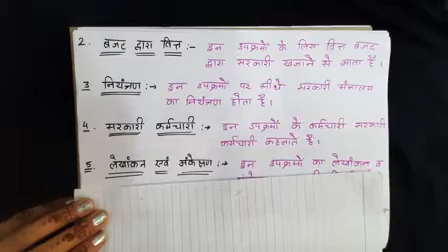 2. बजट द्वारा वित्त :- इन उपक्रमों के लिए वित्त बजट
द्वारा सरकारी खजाने से आता है।
3 नियंत्रण :→ इन उपक्रमों पर सीधे सरकारी मंत्रालय
का नियंत्रण होता है।
4. सरकारी कर्मचारी :→ इन उपक्रमों के कर्मचारी सरकारी
कर्मचारी कहलाते है।
5 लेखांकन एवं अंकेक्षण :→ इन उपक्रमों का लेखांकन व